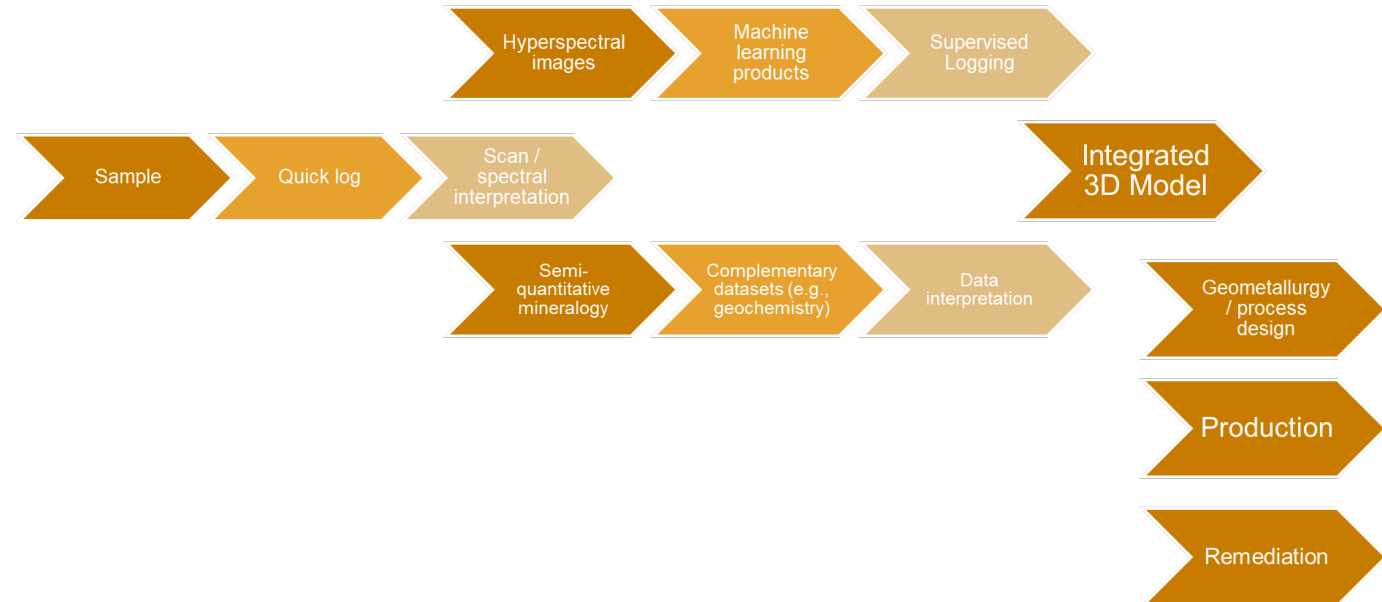 Hyperspectral
images
Machine
learning
products
Supervised
Logging
Sample
Quick log
Scan /
spectral
interpretation
Integrated
3D Model
Semi-
quantitative
mineralogy
Complementary
datasets (e.g.,
geochemistry)
Data
interpretation
Geometallurgy
/ process
design
Production
Remediation